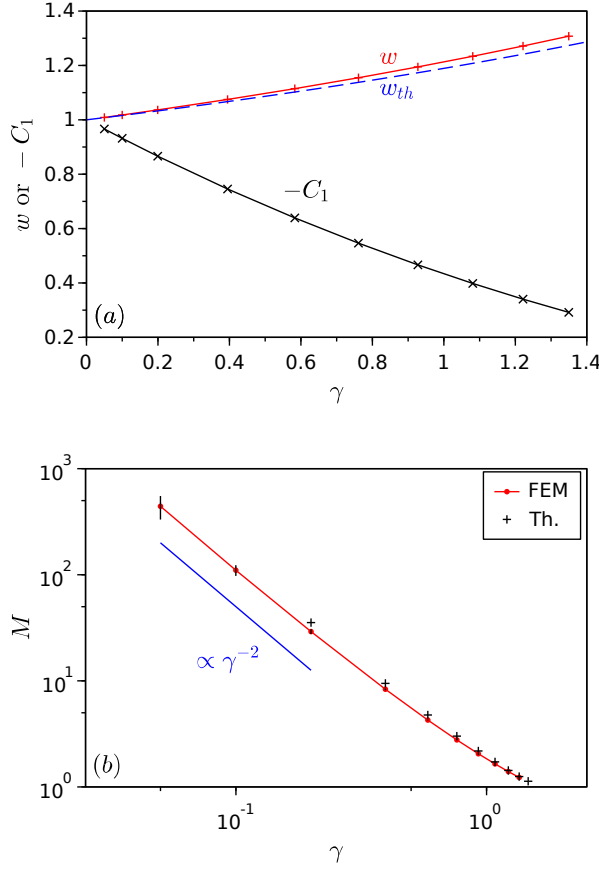 1.4
1.2
1
0.8
0.6
0.4
0.2
w or − C₁
w
w_{th}
−C₁
(a)
0 0.2 0.4 0.6 0.8 1 1.2 1.4
γ
10³
10²
10¹
10⁰
M
FEM
Th.
∝ γ⁻²
(b)
10⁻¹ 10⁰
γ